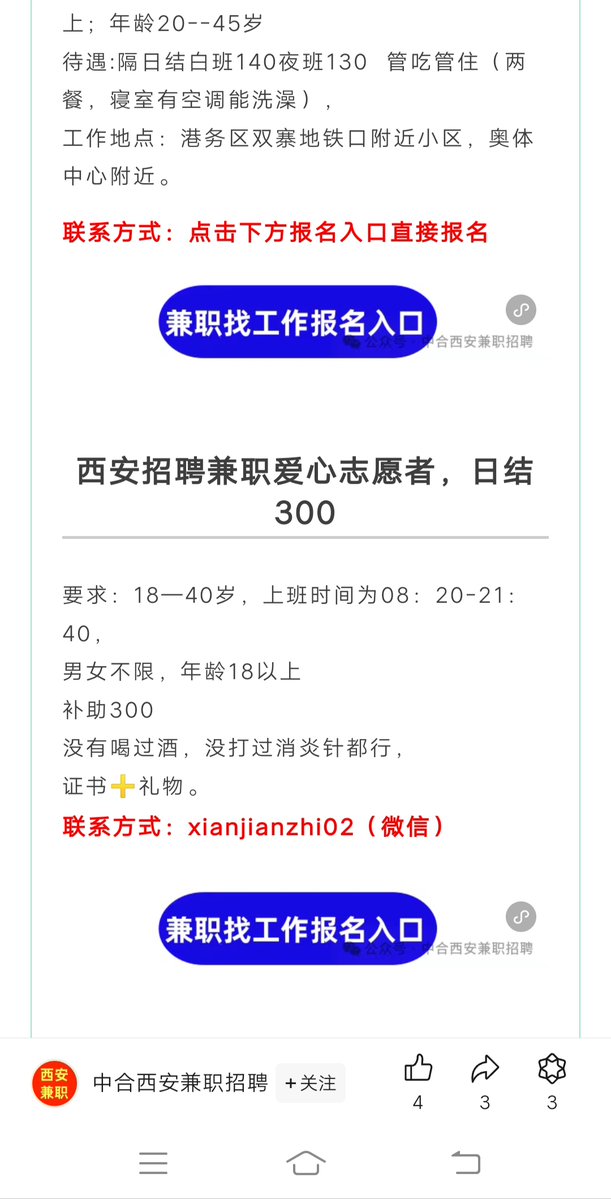 上；年龄20--45岁
待遇:隔日结白班140夜班130 管吃管住（两
餐，寝室有空调能洗澡），
工作地点：港务区双寨地铁口附近小区，奥体
中心附近。
联系方式：点击下方报名入口直接报名
兼职找工作报名入口
公众号 · 中合西安兼职招聘
西安招聘兼职爱心志愿者，日结
300
要求：18—40岁，上班时间为08：20-21：
40，
男女不限，年龄18以上
补助300
没有喝过酒，没打过消炎针都行，
证书➕礼物。
联系方式：xianjianzhi02（微信）
兼职找工作报名入口
公众号 · 中合西安兼职招聘
西安
兼职
中合西安兼职招聘
+关注
4
3
3